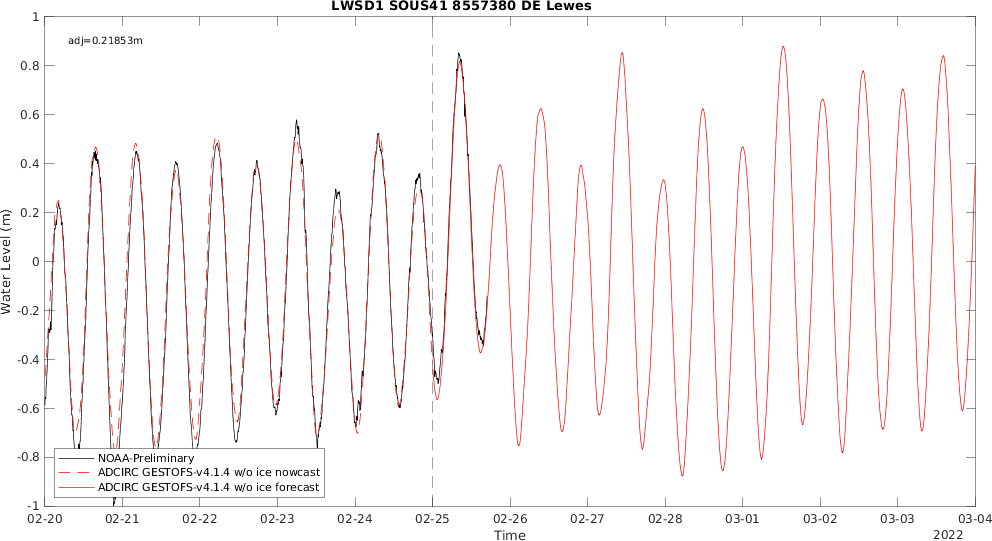 LWSD1 SOUS41 8557380 DE Lewes
adj=0.21853m
1
0.8
0.6
0.4
0.2
0
-0.2
-0.4
-0.6
-0.8
-1
Water Level (m)
NOAA-Preliminary
ADCIRC GESTOFS-v4.1.4 w/o ice nowcast
ADCIRC GESTOFS-v4.1.4 w/o ice forecast
02-20 02-21 02-22 02-23 02-24 02-25 02-26 02-27 02-28 03-01 03-02 03-03 03-04
Time
2022